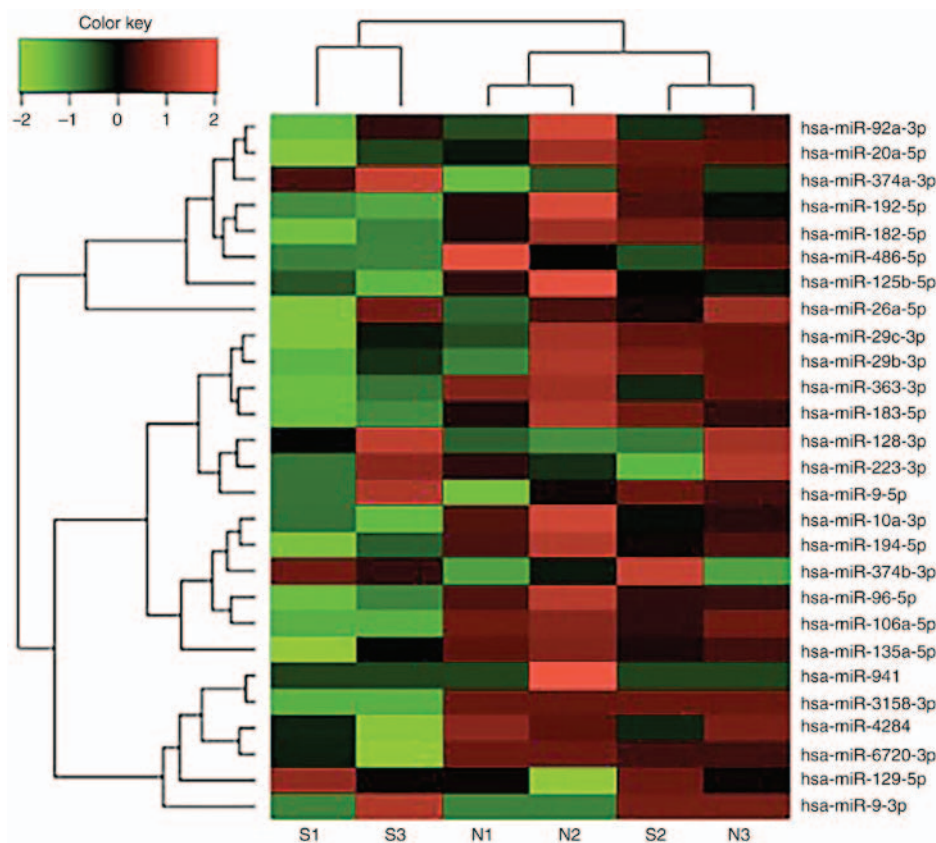 Color key
−2 −1 0 1 2
hsa-miR-92a-3p
hsa-miR-20a-5p
hsa-miR-374a-3p
hsa-miR-192-5p
hsa-miR-182-5p
hsa-miR-486-5p
hsa-miR-125b-5p
hsa-miR-26a-5p
hsa-miR-29c-3p
hsa-miR-29b-3p
hsa-miR-363-3p
hsa-miR-183-5p
hsa-miR-128-3p
hsa-miR-223-3p
hsa-miR-9-5p
hsa-miR-10a-3p
hsa-miR-194-5p
hsa-miR-374b-3p
hsa-miR-96-5p
hsa-miR-106a-5p
hsa-miR-135a-5p
hsa-miR-941
hsa-miR-3158-3p
hsa-miR-4284
hsa-miR-6720-3p
hsa-miR-129-5p
hsa-miR-9-3p
S1 S3 N1 N2 S2 N3